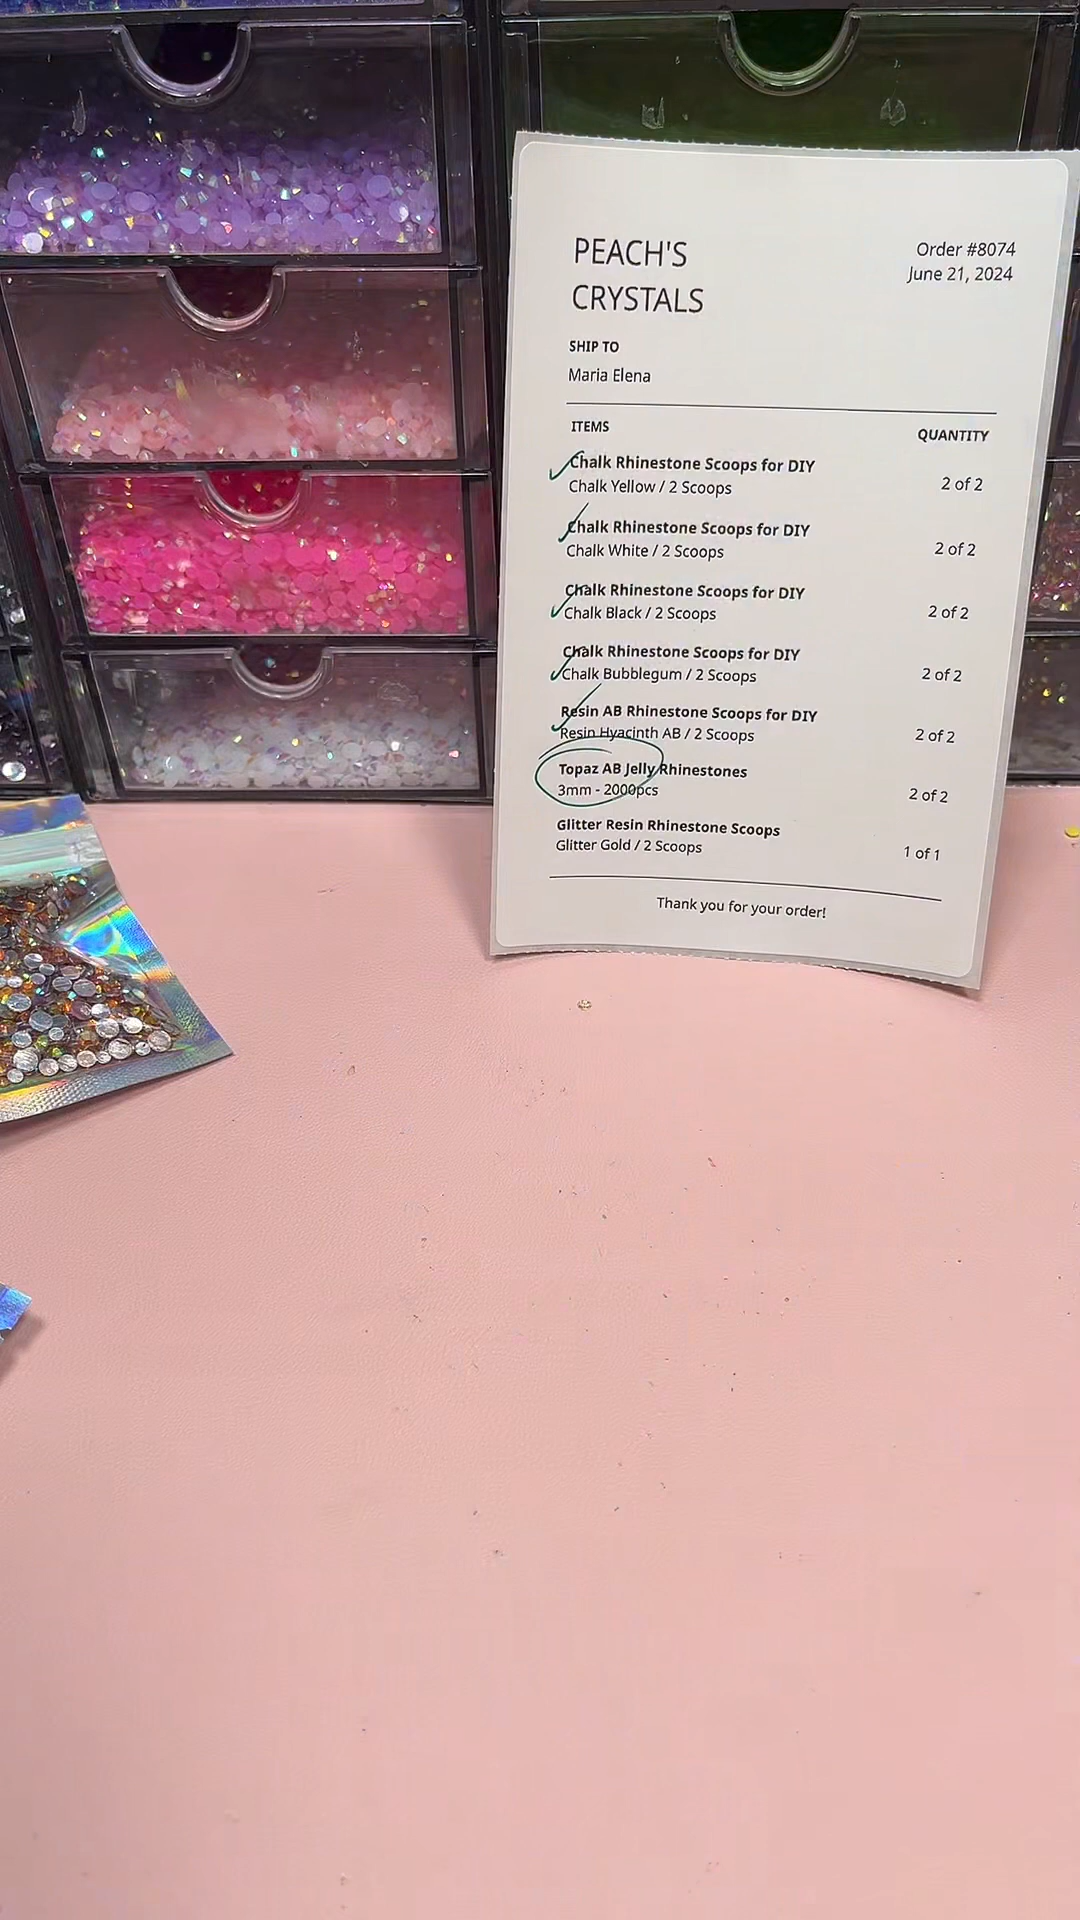 PEACH'S
CRYSTALS
Order #8074
June 21, 2024
SHIP TO
Maria Elena
ITEMS QUANTITY
Chalk Rhinestone Scoops for DIY
Chalk Yellow / 2 Scoops 2 of 2
Chalk Rhinestone Scoops for DIY
Chalk White / 2 Scoops 2 of 2
Chalk Rhinestone Scoops for DIY
Chalk Black / 2 Scoops 2 of 2
Chalk Rhinestone Scoops for DIY
Chalk Bubblegum / 2 Scoops 2 of 2
Resin AB Rhinestone Scoops for DIY
Resin Hyacinth AB / 2 Scoops 2 of 2
Topaz AB Jelly Rhinestones
3mm - 2000pcs 2 of 2
Glitter Resin Rhinestone Scoops
Glitter Gold / 2 Scoops 1 of 1
Thank you for your order!